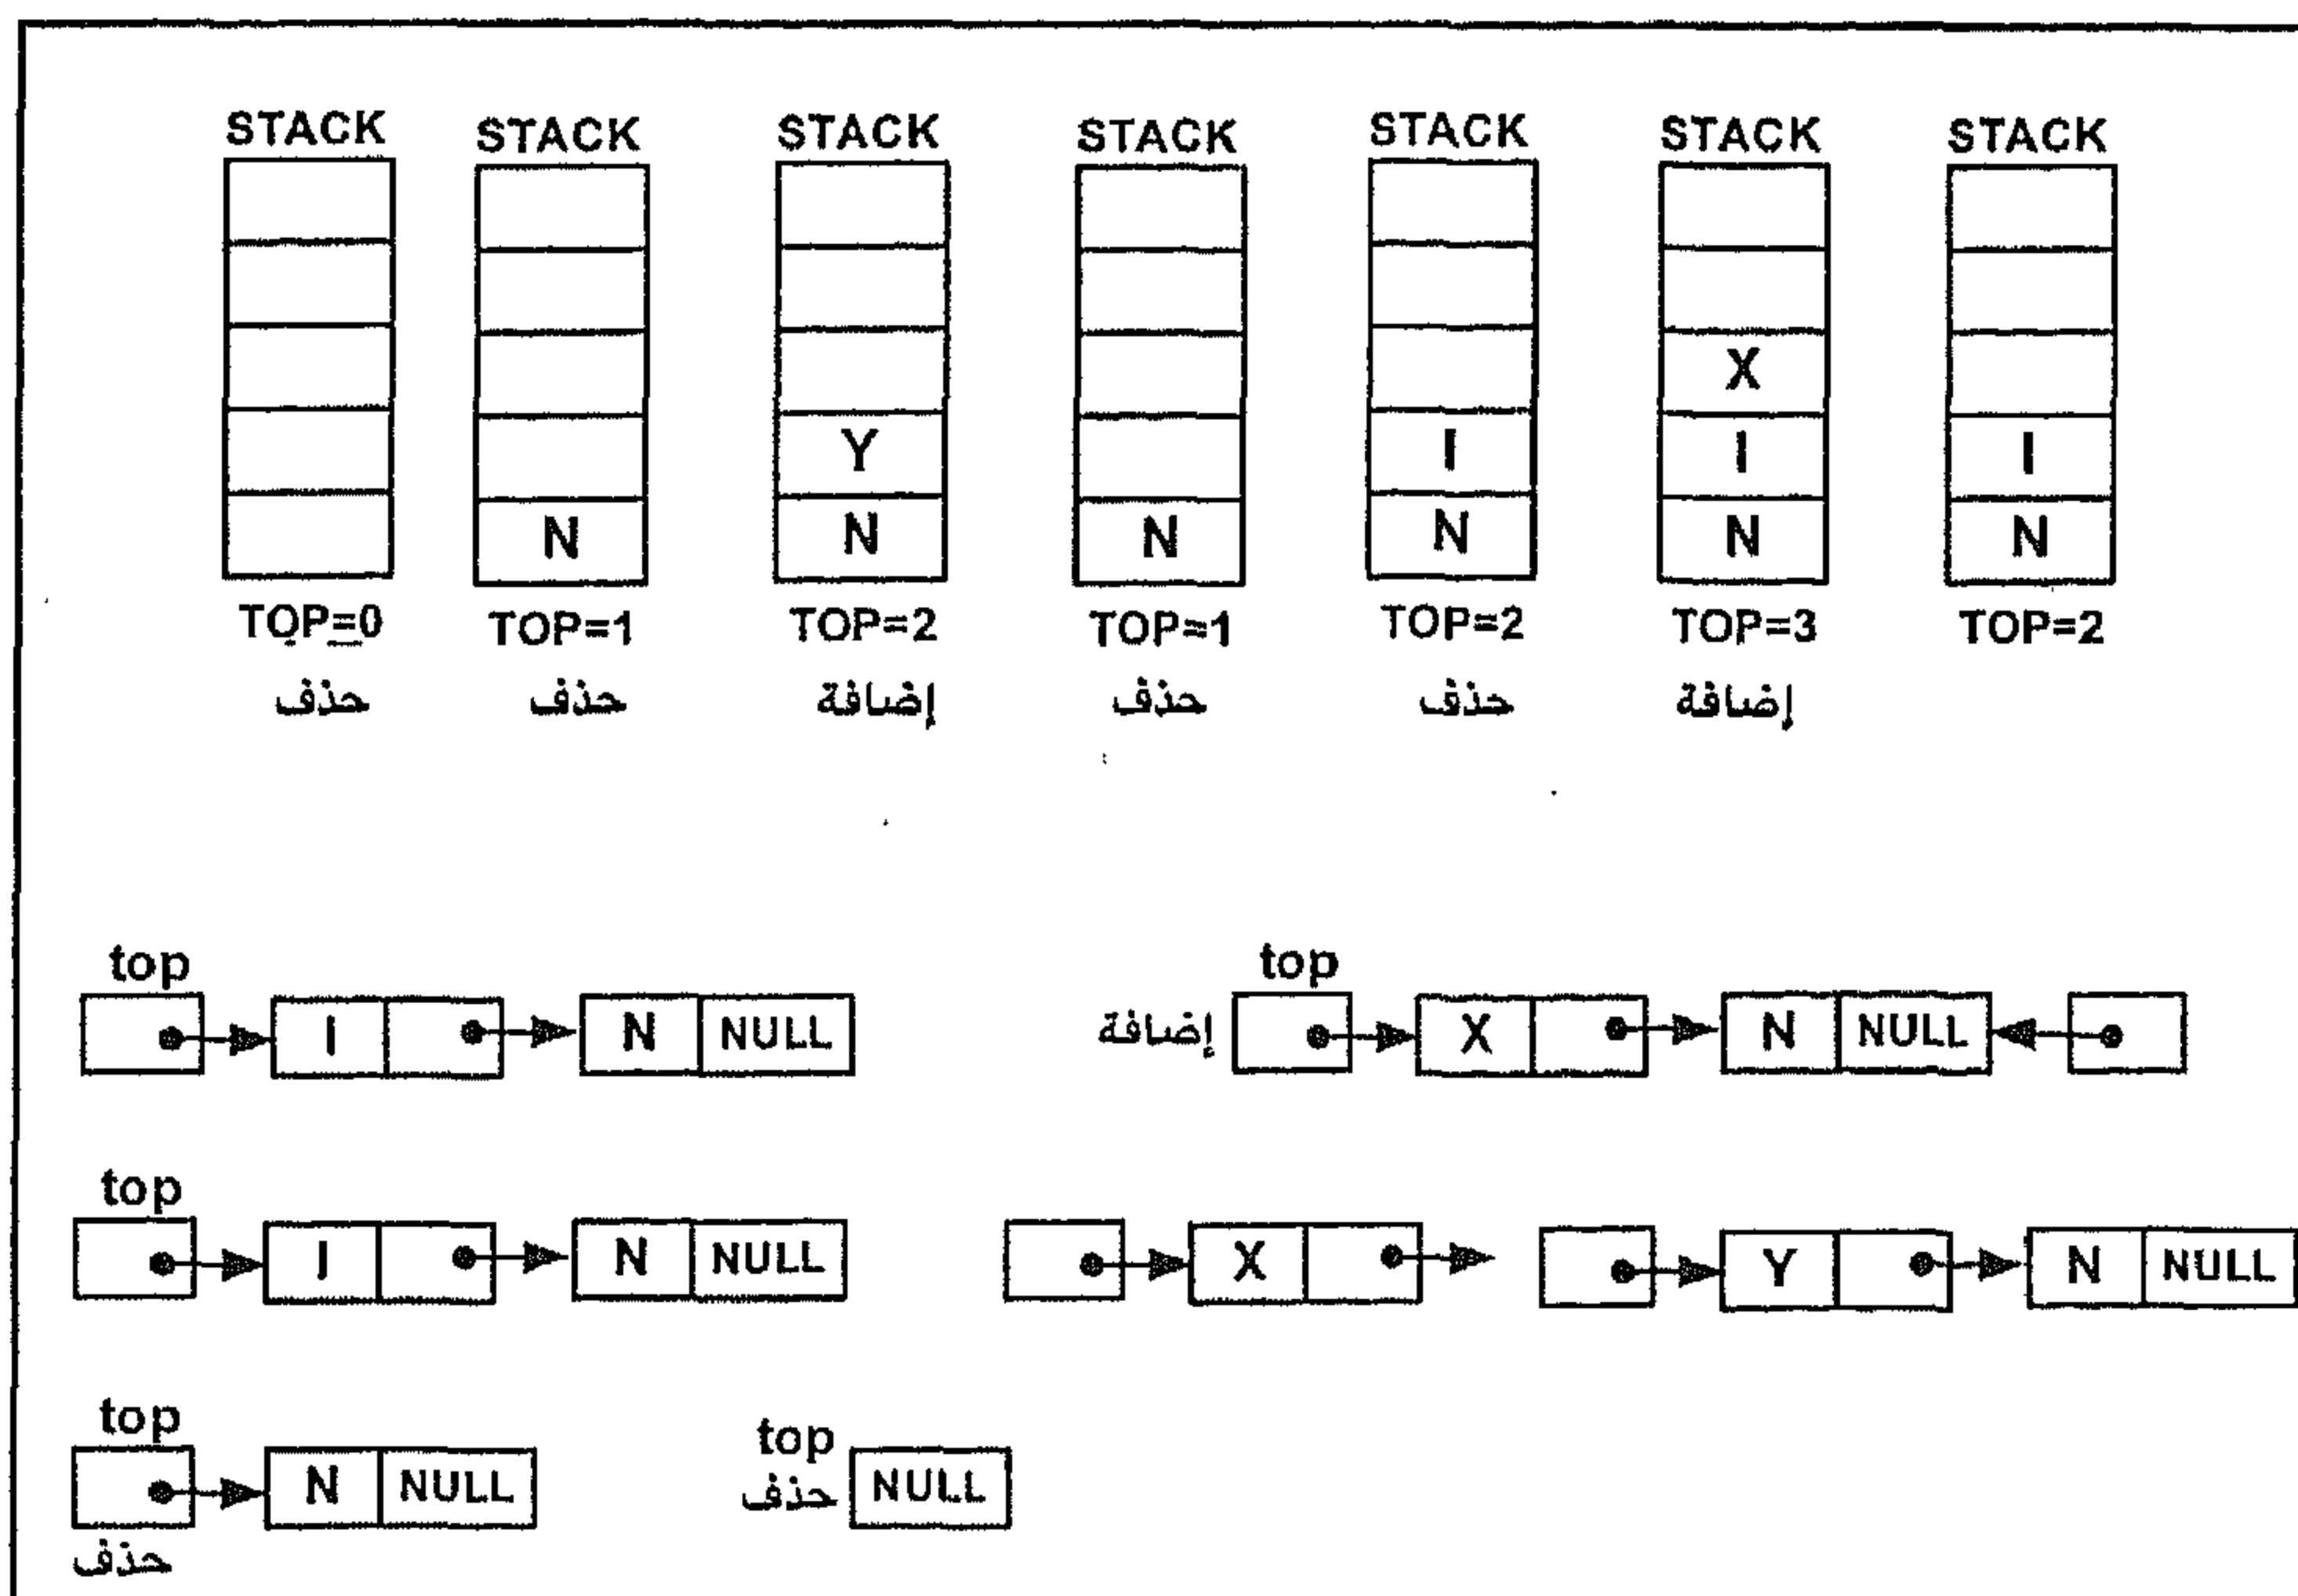 STACK STACK STACK STACK STACK STACK STACK
X
Y I I I
N N N N N N
TOP=0 TOP=1 TOP=2 TOP=1 TOP=2 TOP=3 TOP=2
حذف حذف إضافة حذف حذف إضافة
top top
I N NULL إضافة X N NULL
top
I N NULL X Y N NULL
top top
N NULL حذف NULL
حذف